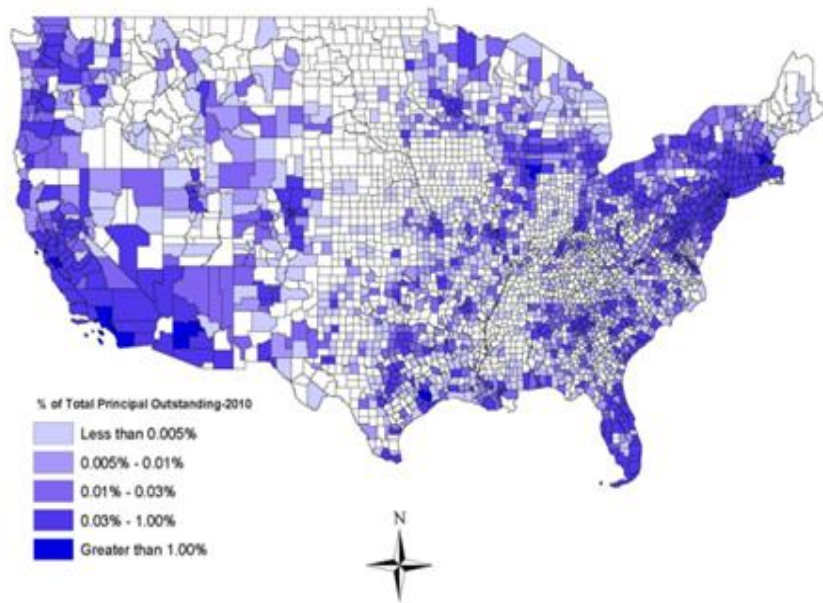 % of Total Principal Outstanding-2010
Less than 0.005%
0.005% - 0.01%
0.01% - 0.03%
0.03% - 1.00%
Greater than 1.00%
N